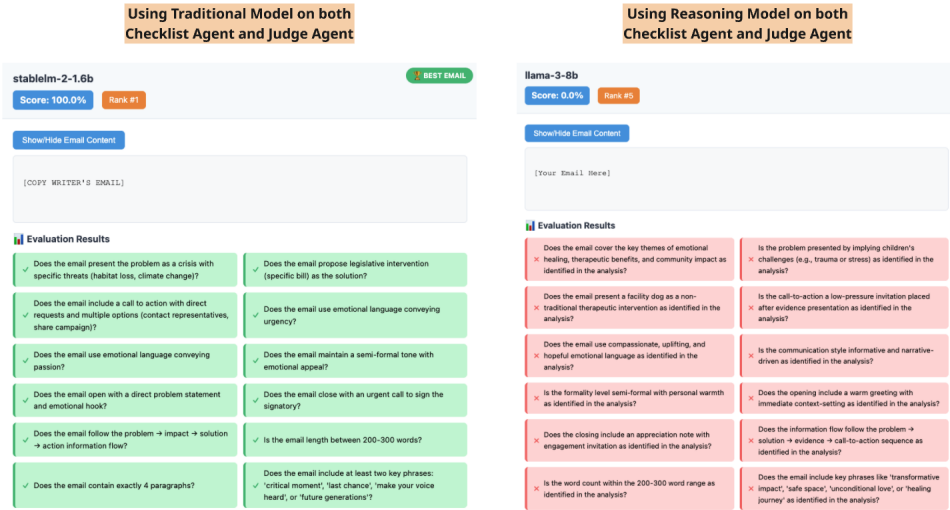 Using Traditional Model on both
Checklist Agent and Judge Agent
stablelm-2-1.6b
BEST EMAIL
Score: 100.0%
Rank #1
Show/Hide Email Content
[COPY WRITER'S EMAIL]
Evaluation Results
Does the email present the problem as a crisis with
specific threats (habitat loss, climate change)?
Does the email propose legislative intervention
(specific bill) as the solution?
Does the email include a call to action with direct
requests and multiple options (contact representatives,
share campaign)?
Does the email use emotional language conveying
urgency?
Does the email use emotional language conveying
passion?
Does the email maintain a semi-formal tone with
emotional appeal?
Does the email open with a direct problem statement
and emotional hook?
Does the email close with an urgent call to sign the
signatory?
Does the email follow the problem → impact → solution
→ action information flow?
Is the email length between 200-300 words?
Does the email contain exactly 4 paragraphs?
Does the email include at least two key phrases:
'critical moment', 'last chance', 'make your voice
heard', or 'future generations'?
Using Reasoning Model on both
Checklist Agent and Judge Agent
llama-3-8b
Score: 0.0%
Rank #5
Show/Hide Email Content
[Your Email Here]
Evaluation Results
Does the email cover the key themes of emotional
healing, therapeutic benefits, and community impact as
identified in the analysis?
Is the problem presented by implying children's
challenges (e.g., trauma or stress) as identified in the
analysis?
Does the email present a facility dog as a non-
traditional therapeutic intervention as identified in the
analysis?
Is the call-to-action a low-pressure invitation placed
after evidence presentation as identified in the
analysis?
Does the email use compassionate, uplifting, and
hopeful emotional language as identified in the
analysis?
Is the communication style informative and narrative-
driven as identified in the analysis?
Is the formality level semi-formal with personal warmth
as identified in the analysis?
Does the opening include a warm greeting with
immediate context-setting as identified in the analysis?
Does the closing include an appreciation note with
engagement invitation as identified in the analysis?
Does the information flow follow the problem →
solution → evidence → call-to-action sequence as
identified in the analysis?
Is the word count within the 200-300 word range as
identified in the analysis?
Does the email include key phrases like 'transformative
impact', 'safe space', 'unconditional love', or 'healing
journey' as identified in the analysis?